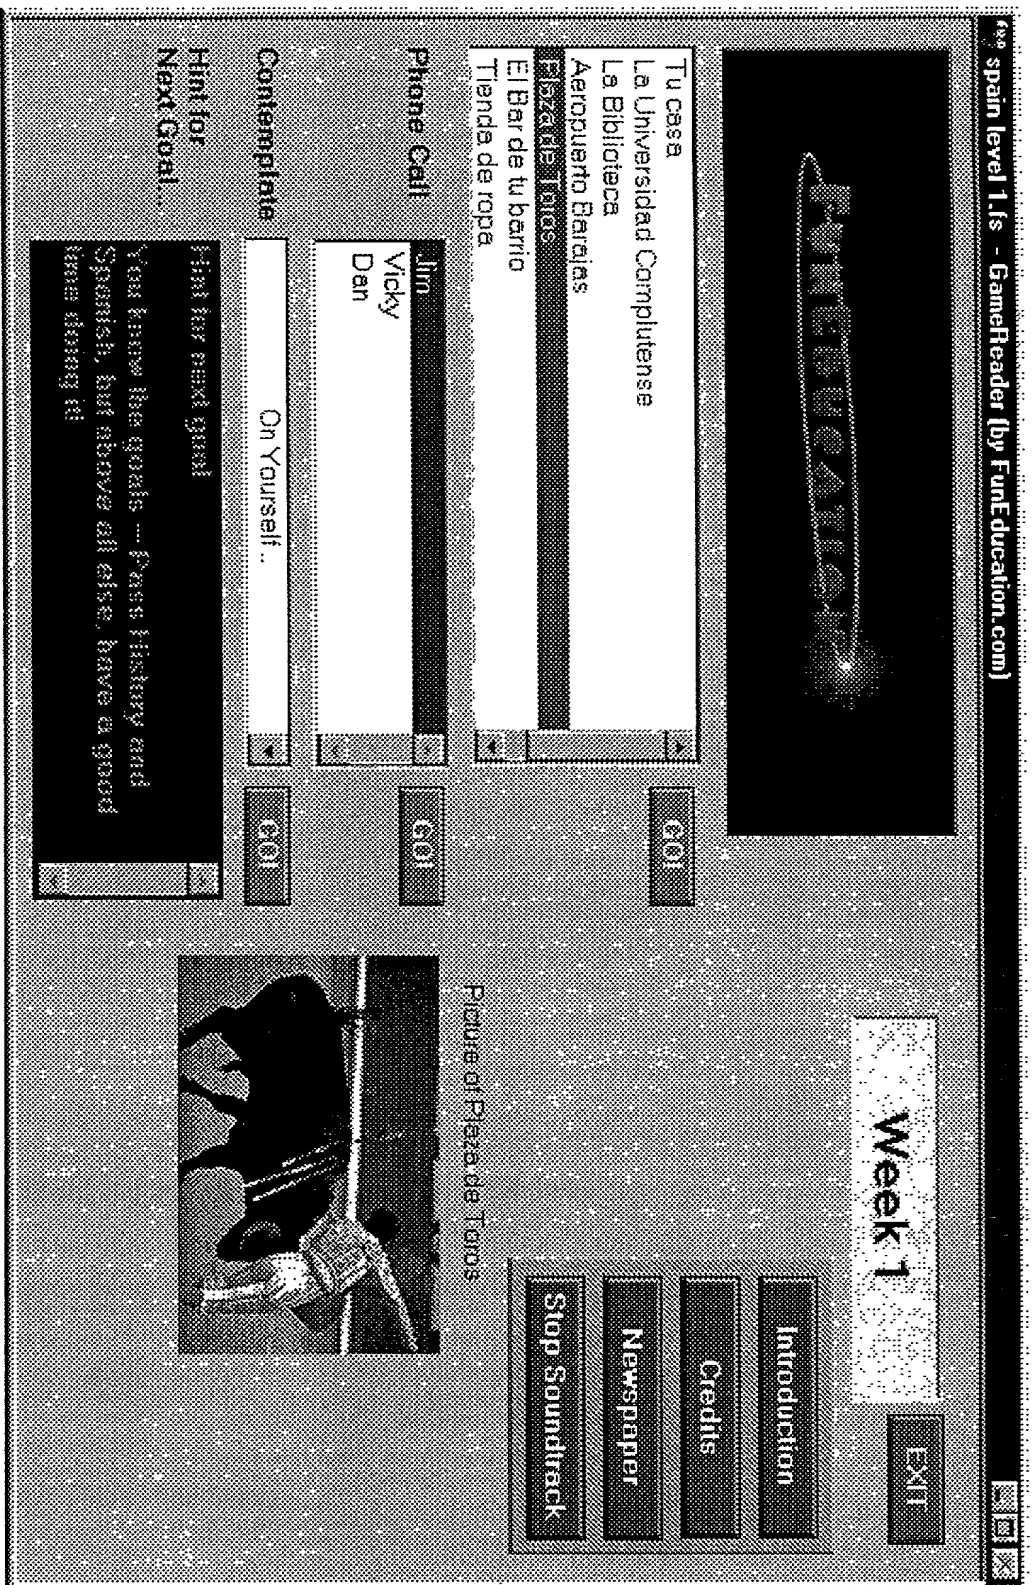 spain level 1.fs - GameReader (by FunEducation.com)
FUNEDUCATION
Week 1
EXIT
Tu casa
La Universidad Complutense
La Biblioteca
Aeropuerto Barajas
Plaza de Toros
El Bar de tu barrio
Tienda de ropa
GO!
Introduction
Credits
Newspaper
Stop Soundtrack
Phone Call
Jim
Vicky
Dan
GO!
Picture of Plaza de Toros
Contemplate
On Yourself..
GO!
Hint for
Next Goal...
Hint for next goal
You know the goals -- Pass History and
Spanish, but above all else, have a good
time doing it!